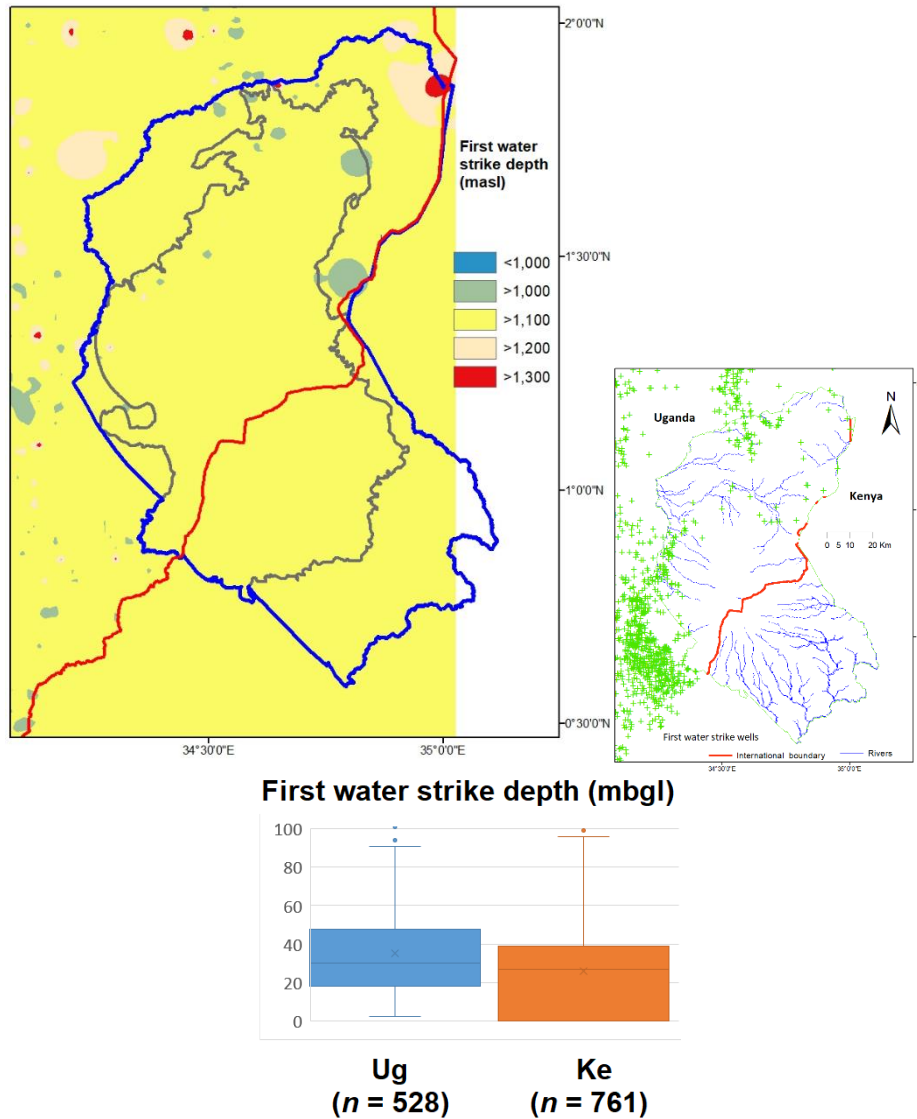 2°0'0"N
First water
strike depth
(masl)
<1,000
>1,000
>1,100
>1,200
>1,300
1°30'0"N
1°0'0"N
0°30'0"N
34°30'0"E
35°0'0"E
Uganda
N
Kenya
0 5 10 20 Km
First water strike wells
International boundary
Rivers
34°30'0"E
35°0'0"E
First water strike depth (mbgl)
100
80
60
40
20
0
Ug
(n = 528)
Ke
(n = 761)